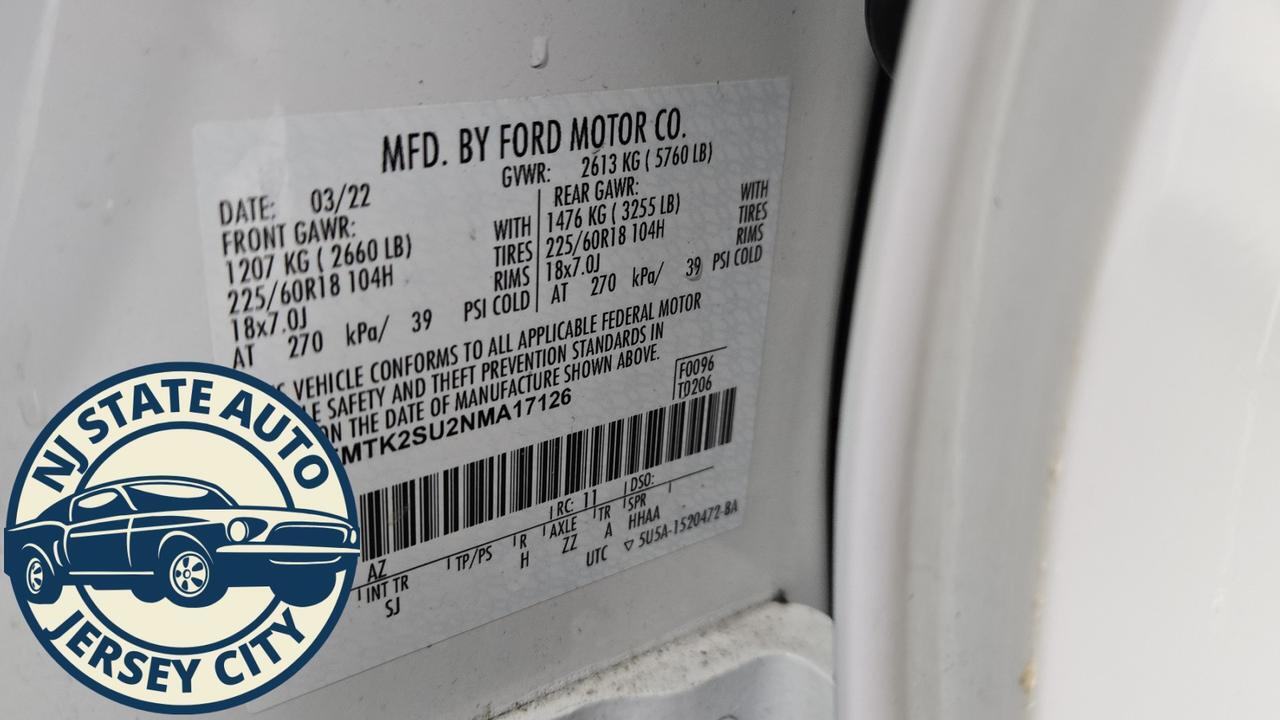 MFD. BY FORD MOTOR CO.
DATE: 03/22
GVWR: 2613 KG ( 5760 LB)
FRONT GAWR:
1207 KG ( 2660 LB) WITH
225/60R18 104H TIRES
18x7.0J RIMS
AT 270 kPa/ 39 PSI COLD
REAR GAWR: WITH
1476 KG ( 3255 LB) TIRES
225/60R18 104H RIMS
18x7.0J
AT 270 kPa/ 39 PSI COLD
VEHICLE CONFORMS TO ALL APPLICABLE FEDERAL MOTOR
SAFETY AND THEFT PREVENTION STANDARDS IN
ON THE DATE OF MANUFACTURE SHOWN ABOVE.
MTK2SU2NMA17126
F0096
T0206
RC: 11 DSO:
AZ TP/PS R AXLE TR SPR
INT TR H ZZ A HHAA
SJ UTC 5U5A-1520472-BA
NJ STATE AUTO
JERSEY CITY